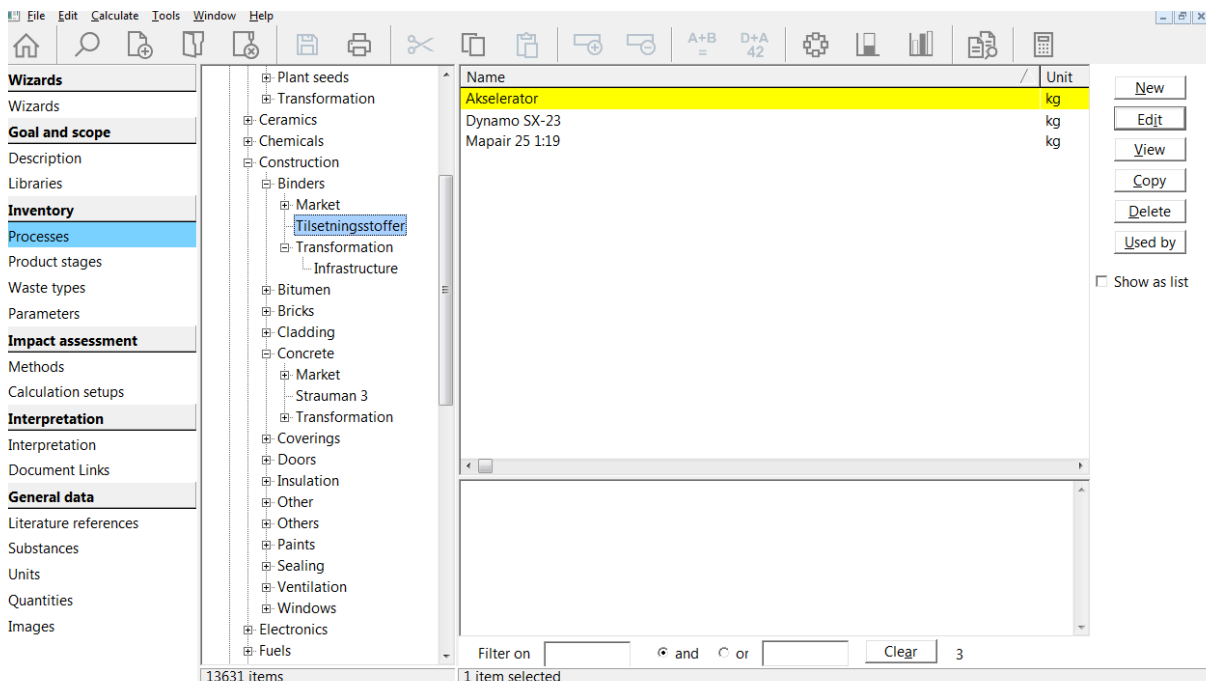 File Edit Calculate Tools Window Help
A+B = D+A 42
Wizards
Wizards
Goal and scope
Description
Libraries
Inventory
Processes
Product stages
Waste types
Parameters
Impact assessment
Methods
Calculation setups
Interpretation
Interpretation
Document Links
General data
Literature references
Substances
Units
Quantities
Images
Plant seeds
Transformation
Ceramics
Chemicals
Construction
Binders
Market
Tilsetningsstoffer
Transformation
Infrastructure
Bitumen
Bricks
Cladding
Concrete
Market
Strauman 3
Transformation
Coverings
Doors
Insulation
Other
Others
Paints
Sealing
Ventilation
Windows
Electronics
Fuels
13631 items
Name Unit
Akselerator kg
Dynamo SX-23 kg
Mapair 25 1:19 kg
Filter on and or Clear 3
1 item selected
New
Edit
View
Copy
Delete
Used by
Show as list